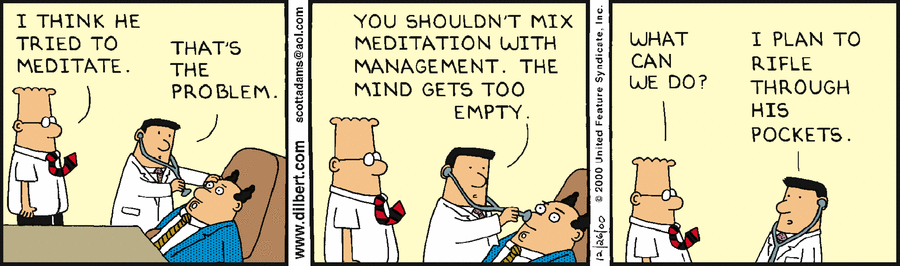 I THINK HE
TRIED TO
MEDITATE.
THAT'S
THE
PROBLEM.
www.dilbert.com scottadams@aol.com
YOU SHOULDN'T MIX
MEDITATION WITH
MANAGEMENT. THE
MIND GETS TOO
EMPTY.
12/26/00 © 2000 United Feature Syndicate, Inc.
WHAT
CAN
WE DO?
I PLAN TO
RIFLE
THROUGH
HIS
POCKETS.